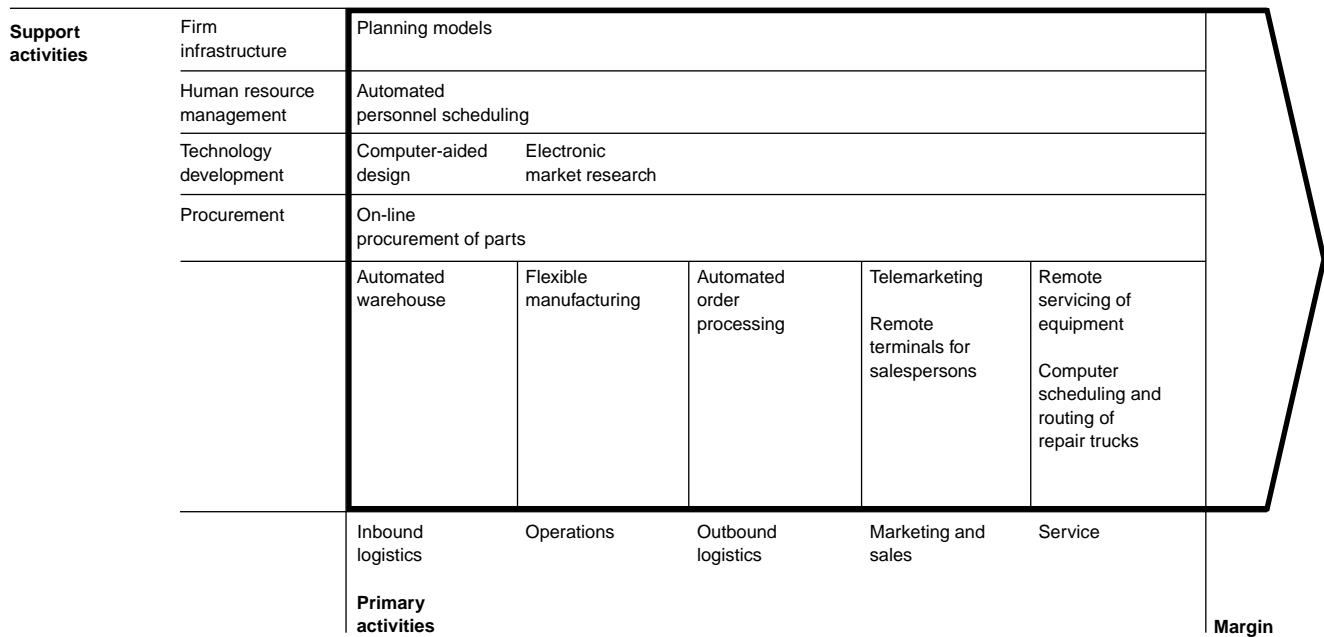 Support
activities
Firm
infrastructure
Planning models
Human resource
management
Automated
personnel scheduling
Technology
development
Computer-aided
design
Electronic
market research
Procurement
On-line
procurement of parts
Automated
warehouse
Flexible
manufacturing
Automated
order
processing
Telemarketing
Remote
terminals for
salespersons
Remote
servicing of
equipment
Computer
scheduling and
routing of
repair trucks
Inbound
logistics
Operations
Outbound
logistics
Marketing and
sales
Service
Primary
activities
Margin